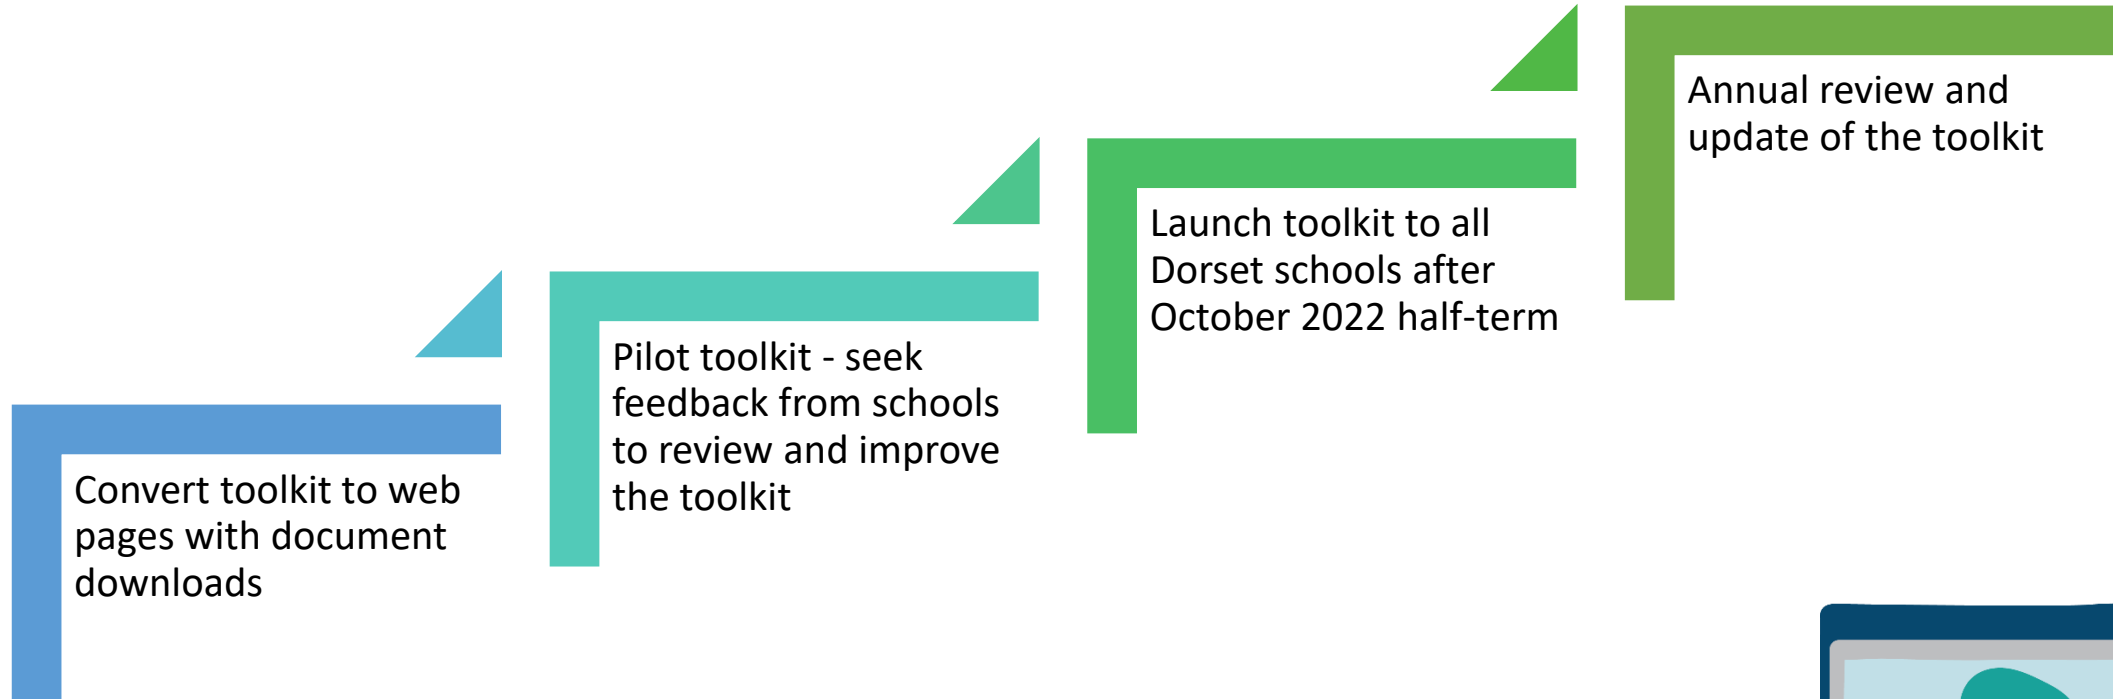 Convert toolkit to web
pages with document
downloads
Pilot toolkit - seek
feedback from schools
to review and improve
the toolkit
Launch toolkit to all
Dorset schools after
October 2022 half-term
Annual review and
update of the toolkit